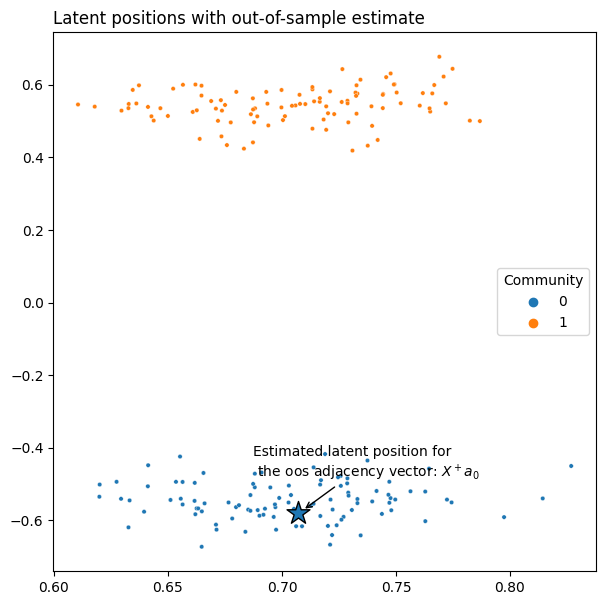 Latent positions with out-of-sample estimate
0.6
0.4
0.2
0.0
−0.2
−0.4
−0.6
Community
0
1
Estimated latent position for
the oos adjacency vector: $X^+a_0$
0.60 0.65 0.70 0.75 0.80